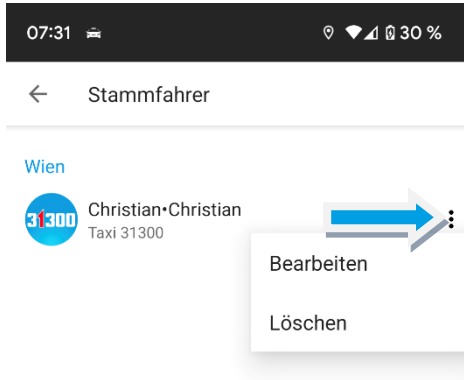 07:31 30 %
Stammfahrer
Wien
31300
Christian•Christian
Taxi 31300
Bearbeiten
Löschen